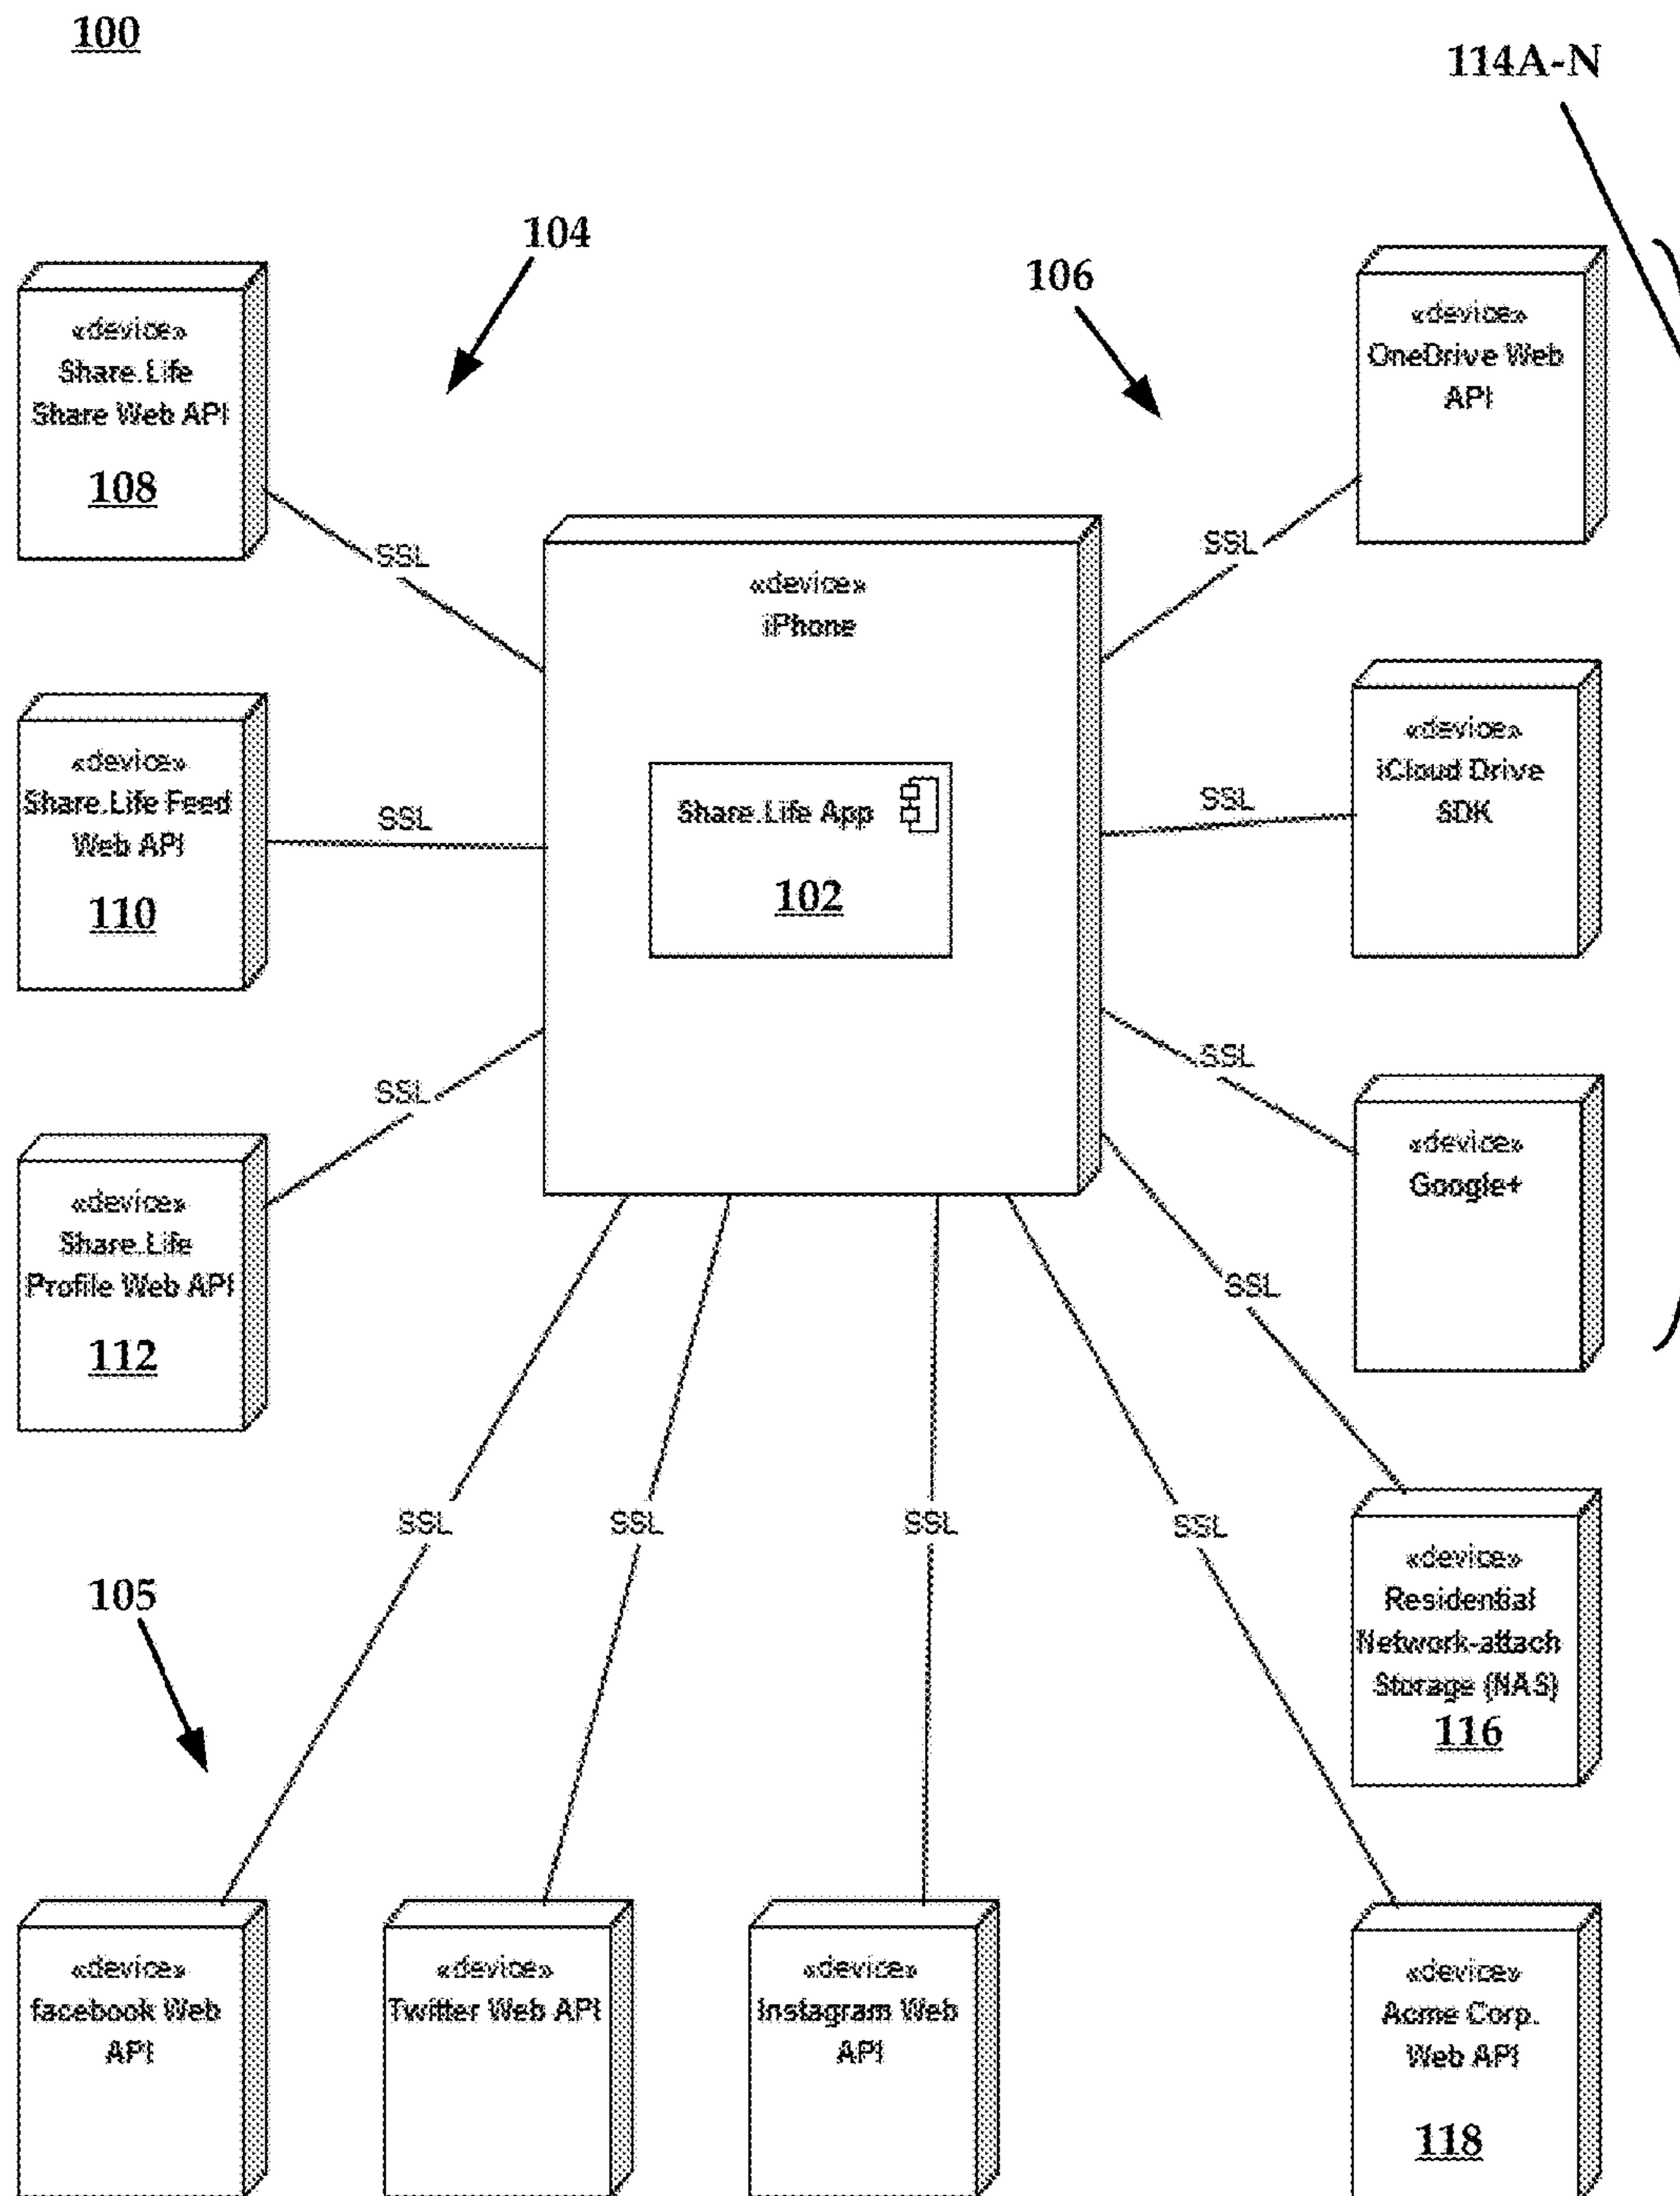 100
114A-N
104
106
«device»
Share.Life
Share Web API
108
«device»
OneDrive Web
API
SSL
SSL
«device»
iPhone
Share.Life App
102
«device»
Share.Life Feed
Web API
110
SSL
«device»
iCloud Drive
SDK
SSL
«device»
Share.Life
Profile Web API
112
SSL
«device»
Google+
SSL
SSL
105
SSL
SSL
SSL
SSL
«device»
Residential
Network-attach
Storage (NAS)
116
«device»
facebook Web
API
«device»
Twitter Web API
«device»
Instagram Web
API
«device»
Acme Corp.
Web API
118